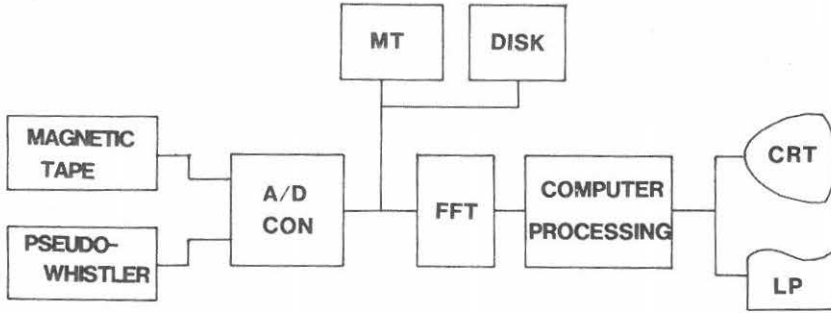 MT
DISK
MAGNETIC
TAPE
A/D
CON
FFT
COMPUTER
PROCESSING
CRT
PSEUDO-
WHISTLER
LP